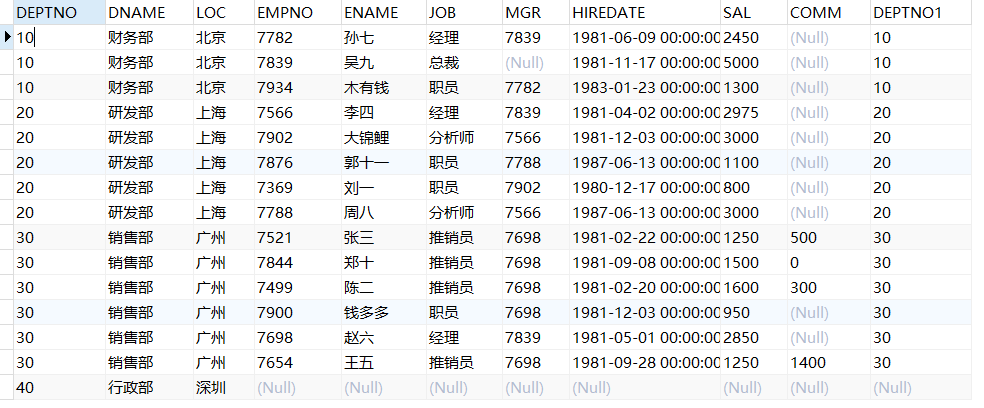 DEPTNO DNAME LOC EMPNO ENAME JOB MGR HIREDATE SAL COMM DEPTNO1
10 财务部 北京 7782 孙七 经理 7839 1981-06-09 00:00:00 2450 (Null) 10
10 财务部 北京 7839 吴九 总裁 (Null) 1981-11-17 00:00:00 5000 (Null) 10
10 财务部 北京 7934 木有钱 职员 7782 1983-01-23 00:00:00 1300 (Null) 10
20 研发部 上海 7566 李四 经理 7839 1981-04-02 00:00:00 2975 (Null) 20
20 研发部 上海 7902 大锦鲤 分析师 7566 1981-12-03 00:00:00 3000 (Null) 20
20 研发部 上海 7876 郭十一 职员 7788 1987-06-13 00:00:00 1100 (Null) 20
20 研发部 上海 7369 刘一 职员 7902 1980-12-17 00:00:00 800 (Null) 20
20 研发部 上海 7788 周八 分析师 7566 1987-06-13 00:00:00 3000 (Null) 20
30 销售部 广州 7521 张三 推销员 7698 1981-02-22 00:00:00 1250 500 30
30 销售部 广州 7844 郑十 推销员 7698 1981-09-08 00:00:00 1500 0 30
30 销售部 广州 7499 陈二 推销员 7698 1981-02-20 00:00:00 1600 300 30
30 销售部 广州 7900 钱多多 职员 7698 1981-12-03 00:00:00 950 (Null) 30
30 销售部 广州 7698 赵六 经理 7839 1981-05-01 00:00:00 2850 (Null) 30
30 销售部 广州 7654 王五 推销员 7698 1981-09-28 00:00:00 1250 1400 30
40 行政部 深圳 (Null) (Null) (Null) (Null) (Null) (Null) (Null) (Null)